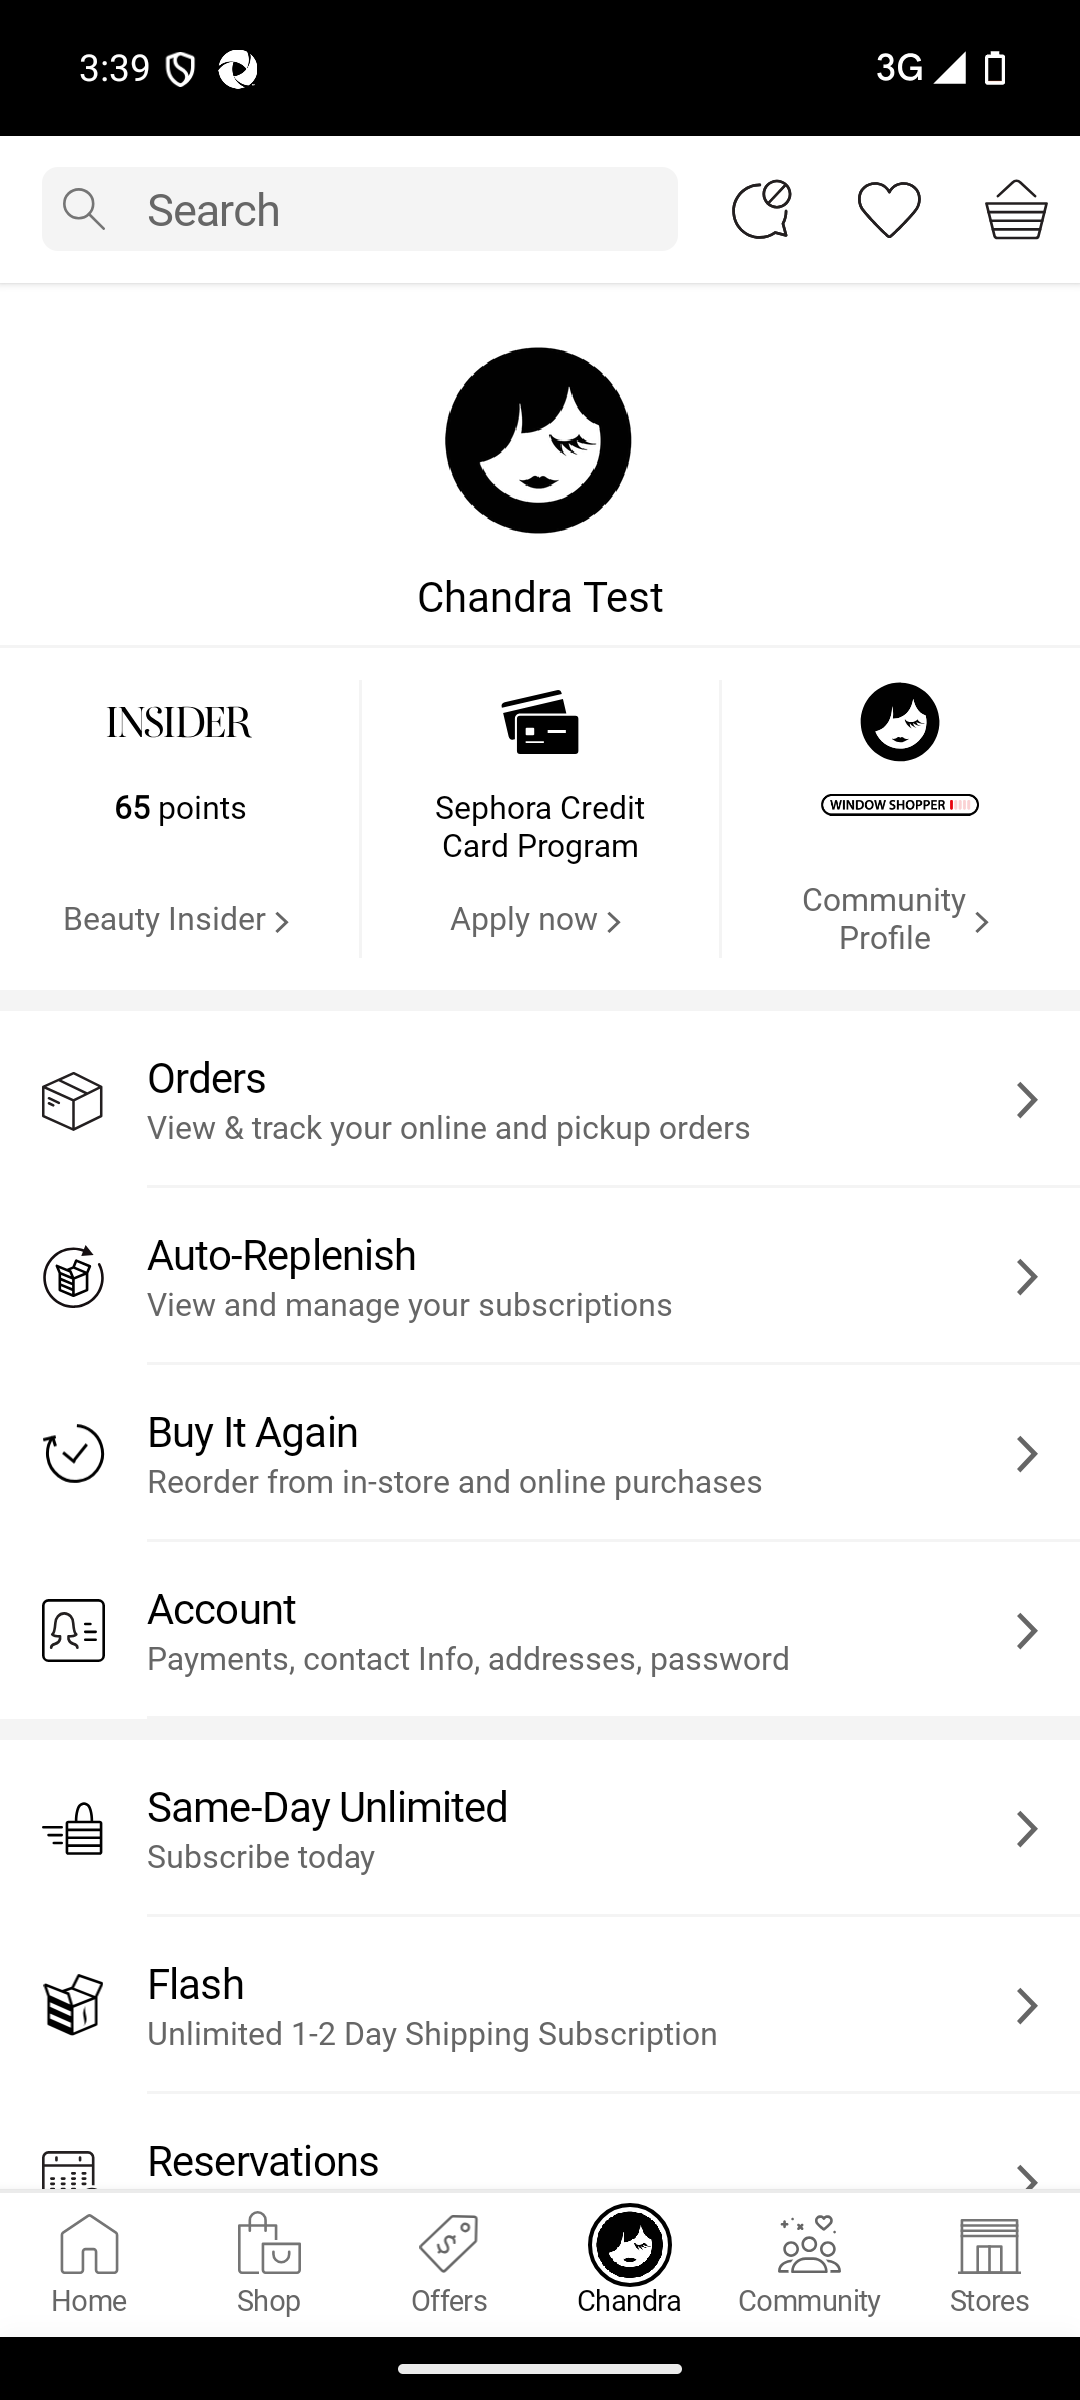 3:39
3G
Search
Chandra Test
INSIDER
65 points
Beauty Insider
Sephora Credit
Card Program
Apply now
WINDOW SHOPPER
Community
Profile
Orders
View & track your online and pickup orders
Auto-Replenish
View and manage your subscriptions
Buy It Again
Reorder from in-store and online purchases
Account
Payments, contact Info, addresses, password
Same-Day Unlimited
Subscribe today
Flash
Unlimited 1-2 Day Shipping Subscription
Reservations
Home
Shop
Offers
Chandra
Community
Stores